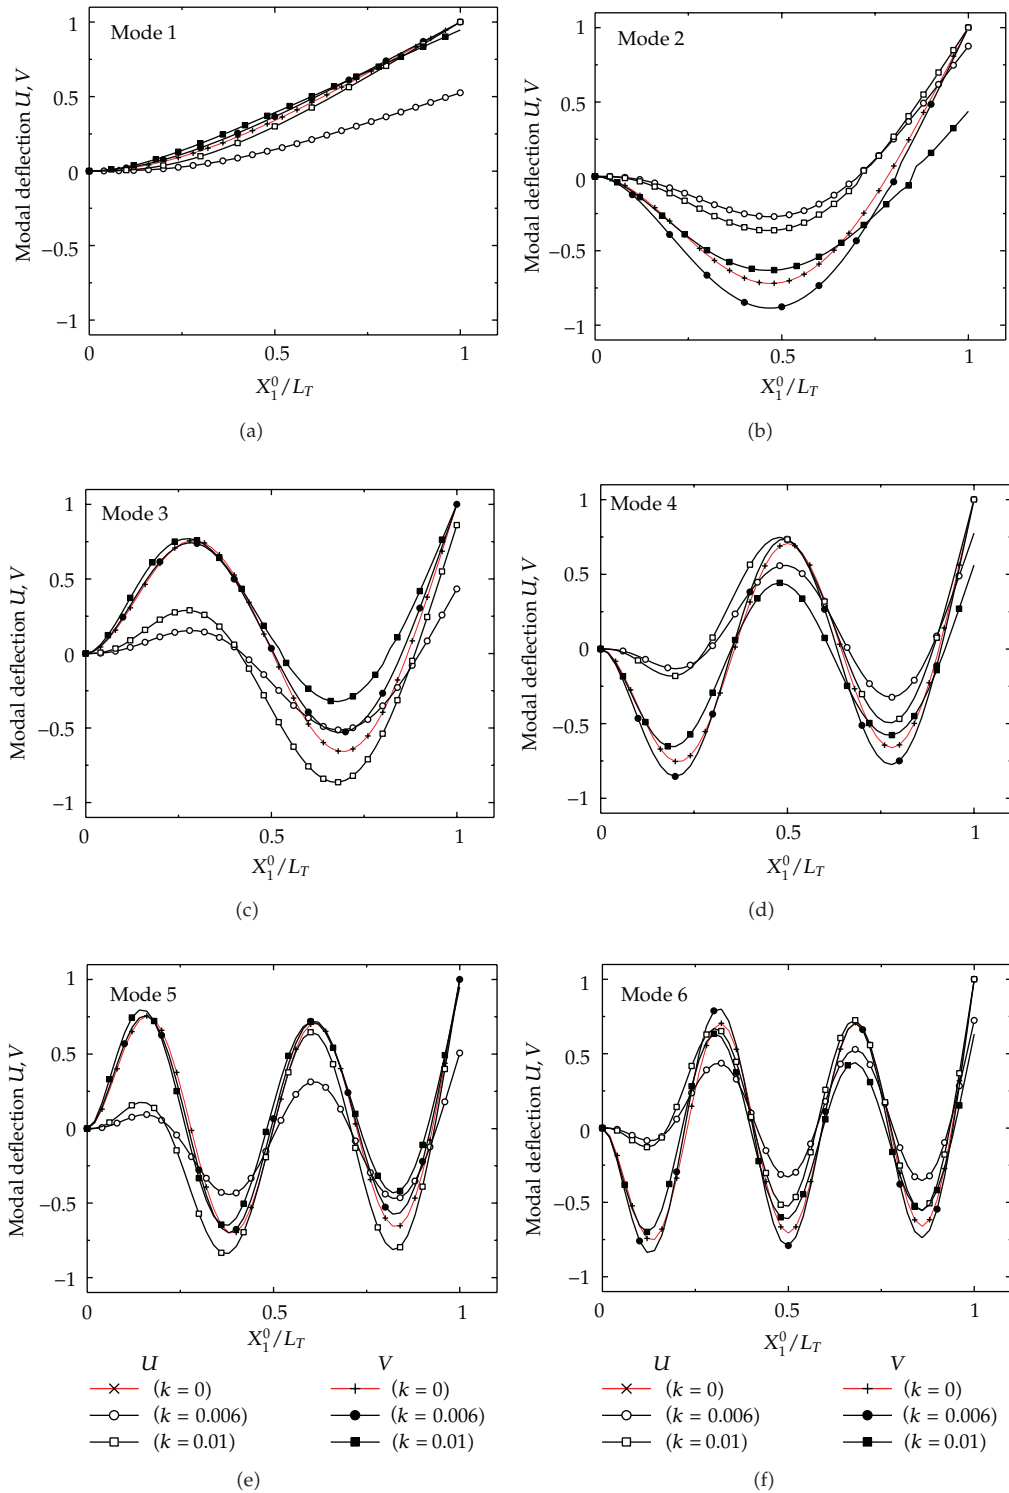 Mode 1
Modal deflection U, V
1
0.5
0
−0.5
−1
0
0.5
1
X₁⁰/L_T
(a)
Mode 2
Modal deflection U, V
1
0.5
0
−0.5
−1
0
0.5
1
X₁⁰/L_T
(b)
Mode 3
Modal deflection U, V
1
0.5
0
−0.5
−1
0
0.5
1
X₁⁰/L_T
(c)
Mode 4
Modal deflection U, V
1
0.5
0
−0.5
−1
0
0.5
1
X₁⁰/L_T
(d)
Mode 5
Modal deflection U, V
1
0.5
0
−0.5
−1
0
0.5
1
X₁⁰/L_T
U V
(k = 0) (k = 0)
(k = 0.006) (k = 0.006)
(k = 0.01) (k = 0.01)
(e)
Mode 6
Modal deflection U, V
1
0.5
0
−0.5
−1
0
0.5
1
X₁⁰/L_T
U V
(k = 0) (k = 0)
(k = 0.006) (k = 0.006)
(k = 0.01) (k = 0.01)
(f)